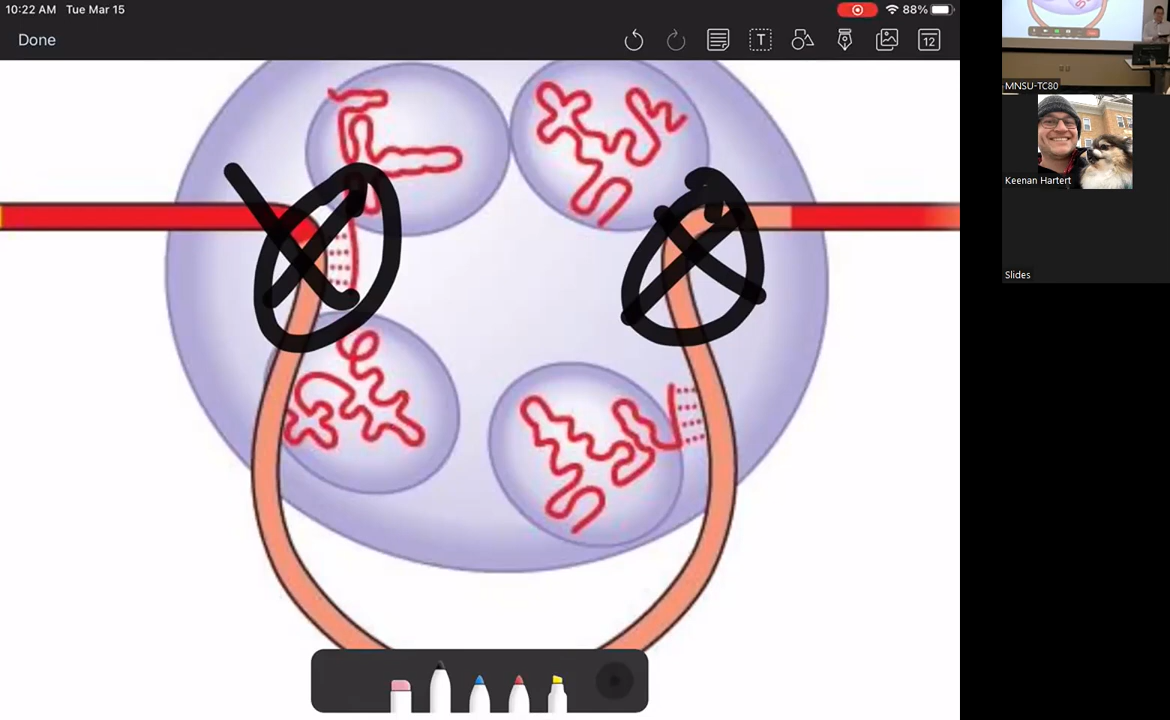 10:22 AM Tue Mar 15
88%
Done
T
12
MNSU-TC80
Keenan Hartert
Slides